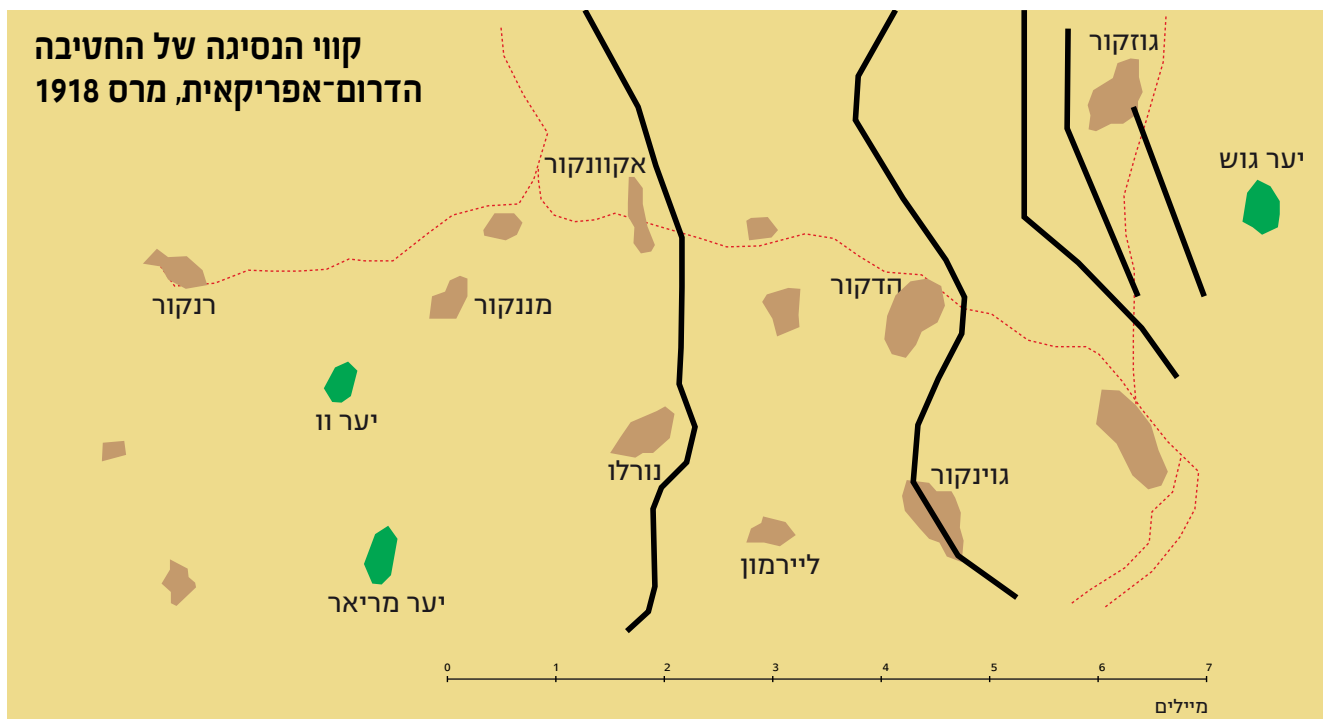 קווי הנסיגה של החטיבה
הדרום־אפריקאית, מרס 1918
גוזקור
יער גוש
אקוונקור
הדקור
רנקור
מננקור
יער וו
נורלו
גוינקור
ליירמון
יער מריאר
0 1 2 3 4 5 6 7
מיילים